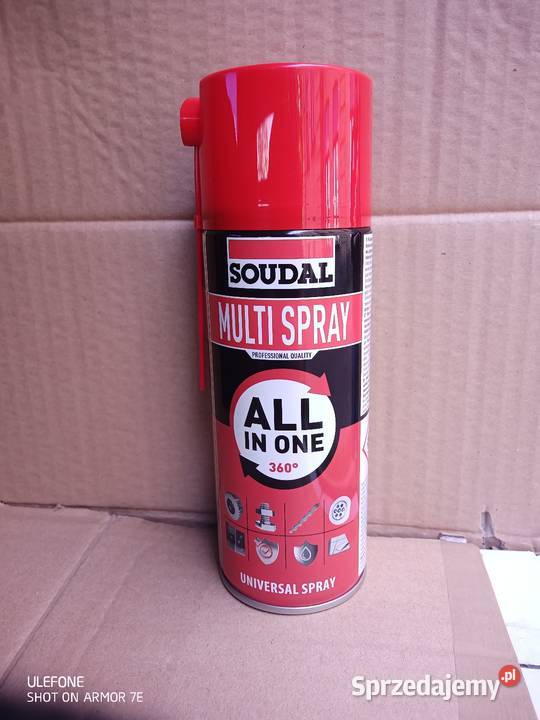 SOUDAL
MULTI SPRAY
PROFESSIONAL QUALITY
ALL
IN ONE
360°
UNIVERSAL SPRAY
ULEFONE
SHOT ON ARMOR 7E
Sprzedajemy.pl